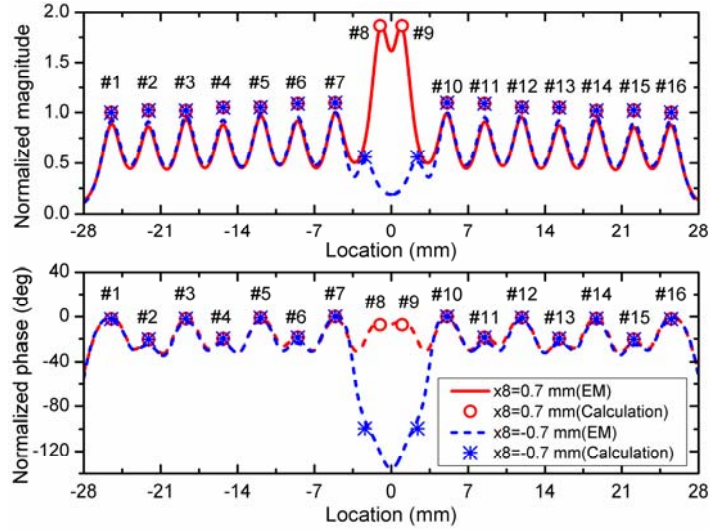 Normalized magnitude
2.0
1.5
1.0
0.5
0.0
#1 #2 #3 #4 #5 #6 #7 #8 #9 #10 #11 #12 #13 #14 #15 #16
-28 -21 -14 -7 0 7 14 21 28
Location (mm)
Normalized phase (deg)
40
0
-40
-80
-120
#1 #2 #3 #4 #5 #6 #7 #8 #9 #10 #11 #12 #13 #14 #15 #16
x8=0.7 mm(EM)
x8=0.7 mm(Calculation)
x8=-0.7 mm(EM)
x8=-0.7 mm(Calculation)
-28 -21 -14 -7 0 7 14 21 28
Location (mm)